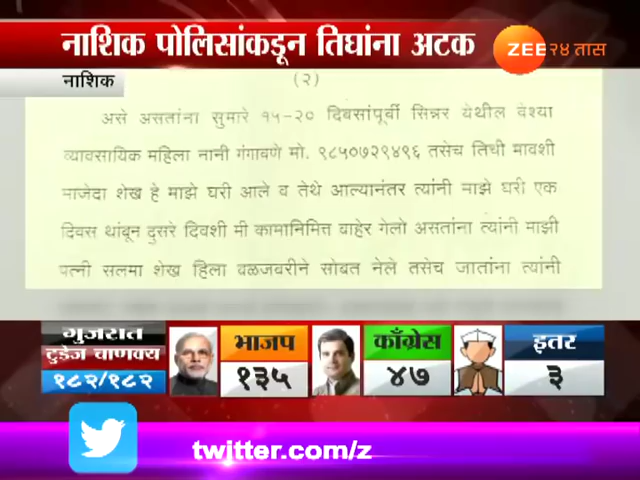 नाशिक पोलिसांकडून तिघांना अटक
ZEE २४ तास
नाशिक
(२)
असे असतांना सुमारे १५-२० दिवसांपूर्वी सिन्नर येथील वेश्या
व्यावसायिक महिला नानी गंगावणे मो. ९८५०७२९४९६ तसेच तिची मावशी
माजेदा शेख हे माझे घरी आले व तेथे आल्यानंतर त्यांनी माझे घरी एक
दिवस थांबून दुसरे दिवशी मी कामानिमित्त बाहेर गेलो असतांना त्यांनी माझी
पत्नी सलमा शेख हिला बळजबरीने सोबत नेले तसेच जातांना त्यांनी
गुजरात
टुडेज चाणक्य
१८२/१८२
भाजप
१३५
काँग्रेस
४७
इतर
३
twitter.com/z